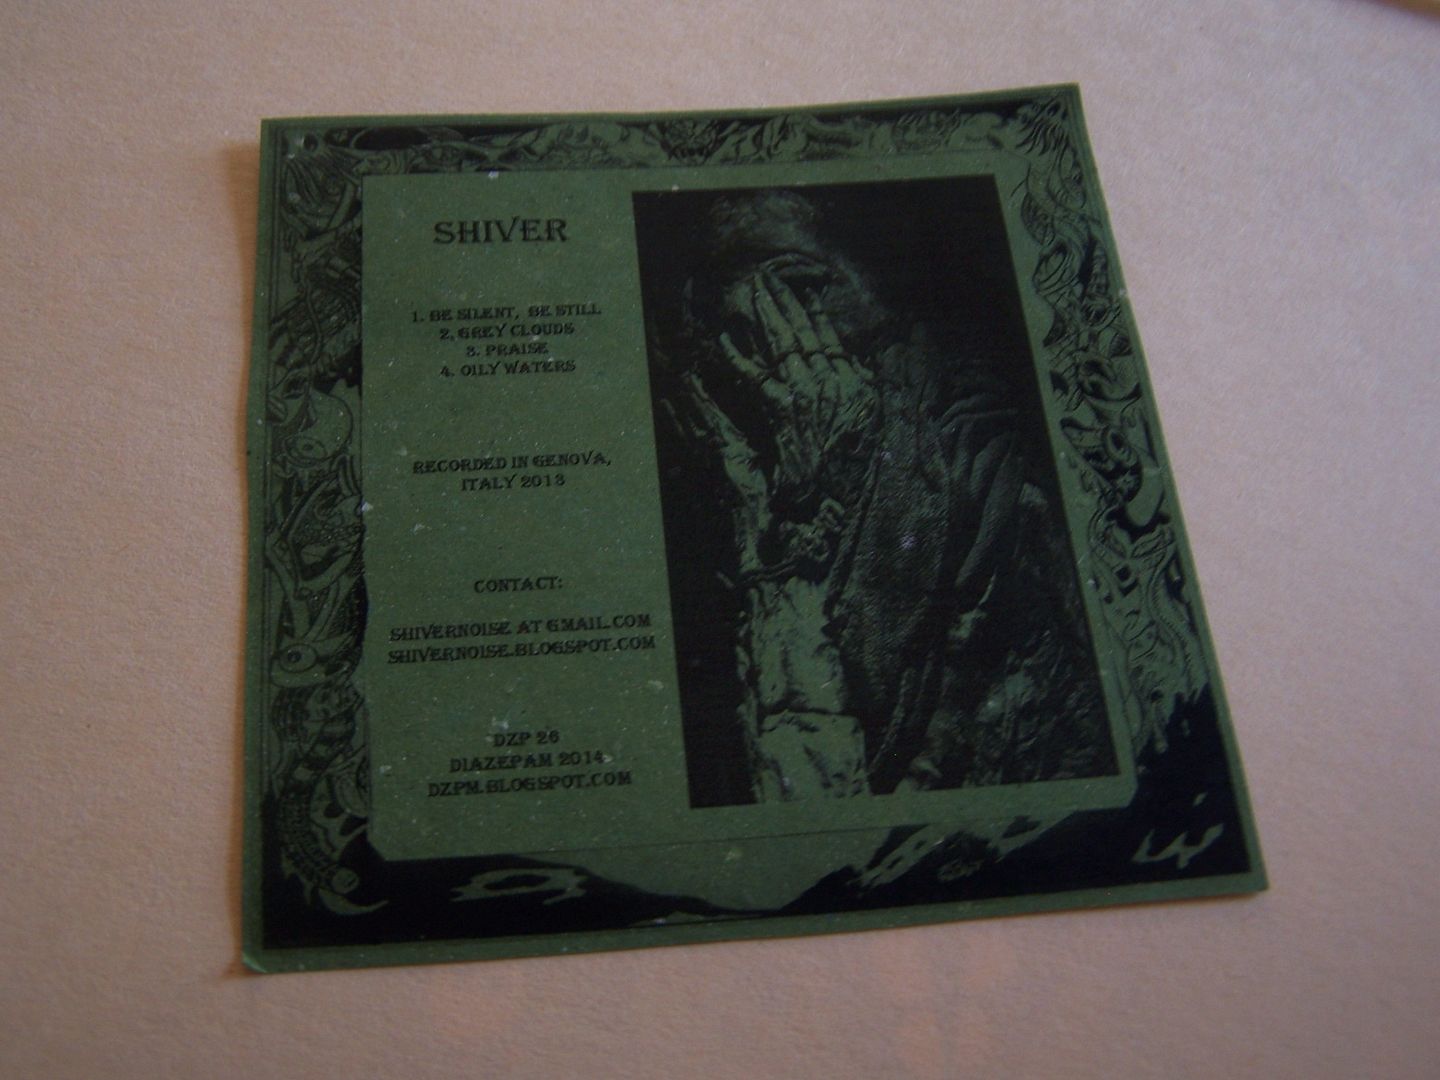 SHIVER
1. BE SILENT, BE STILL
2. GREY CLOUDS
3. PRAISE
4. OILY WATERS
RECORDED IN GENOVA,
ITALY 2013
CONTACT:
SHIVERNOISE AT GMAIL.COM
SHIVERNOISE.BLOGSPOT.COM
DZP 26
DIAZEPAM 2014
DZPM.BLOGSPOT.COM